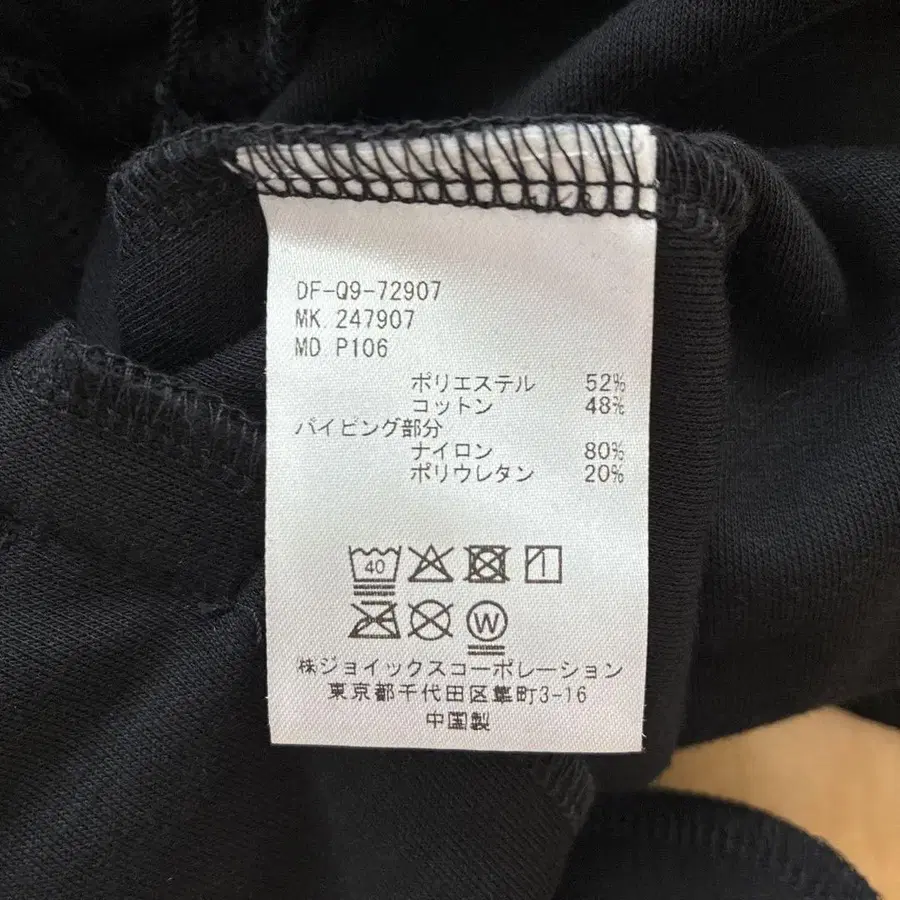 DF-Q9-72907
MK. 247907
MD. P106
ポリエステル 52%
コットン 48%
パイピング部分
ナイロン 80%
ポリウレタン 20%
40
W
㈱ジョイックスコーポレーション
東京都千代田区隼町3-16
中国製